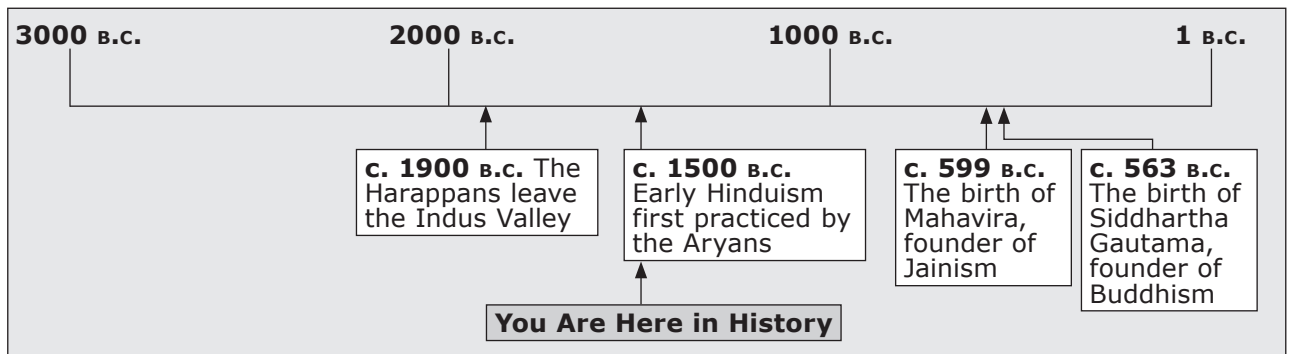 3000 B.C. 2000 B.C. 1000 B.C. 1 B.C.
c. 1900 B.C. The
Harappans leave
the Indus Valley
c. 1500 B.C.
Early Hinduism
first practiced by
the Aryans
c. 599 B.C.
The birth of
Mahavira,
founder of
Jainism
c. 563 B.C.
The birth of
Siddhartha
Gautama,
founder of
Buddhism
You Are Here in History